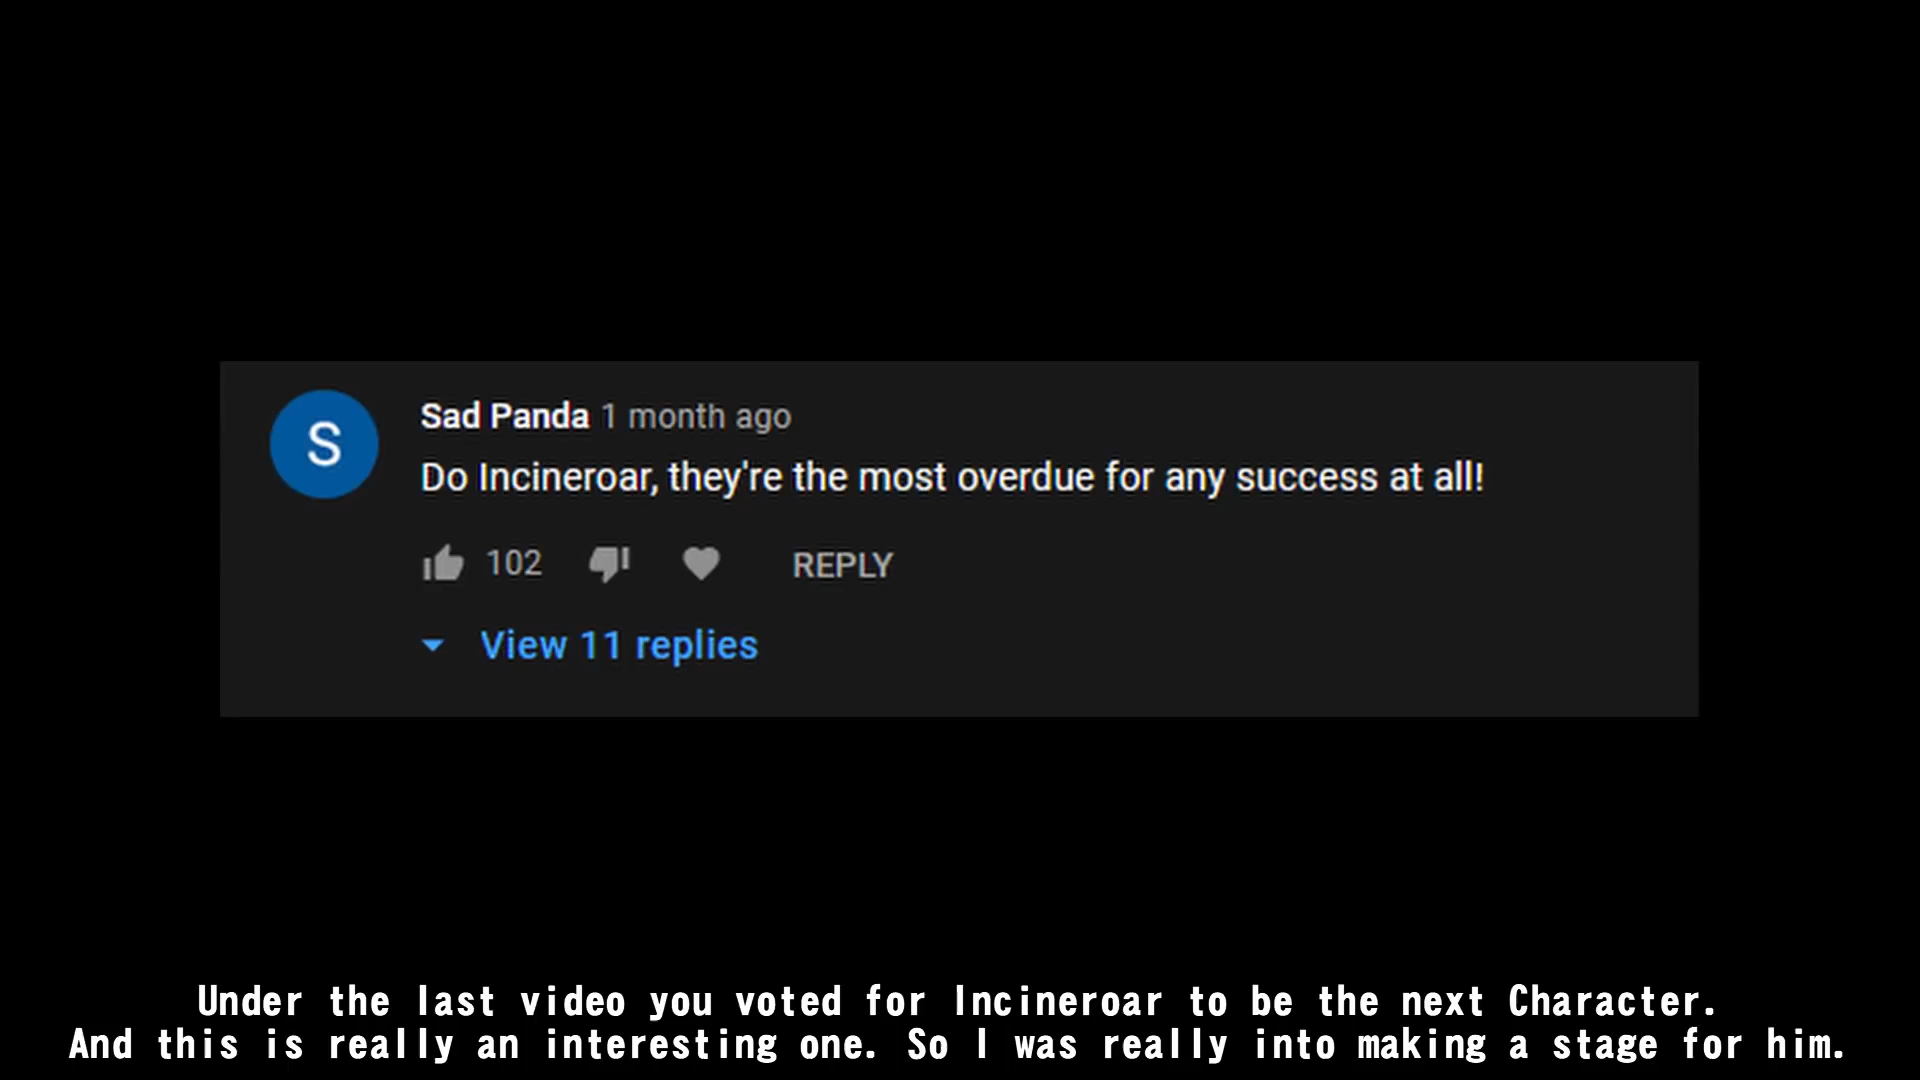 S
Sad Panda 1 month ago
Do Incineroar, they're the most overdue for any success at all!
102 REPLY
View 11 replies
Under the last video you voted for Incineroar to be the next Character.
And this is really an interesting one. So I was really into making a stage for him.